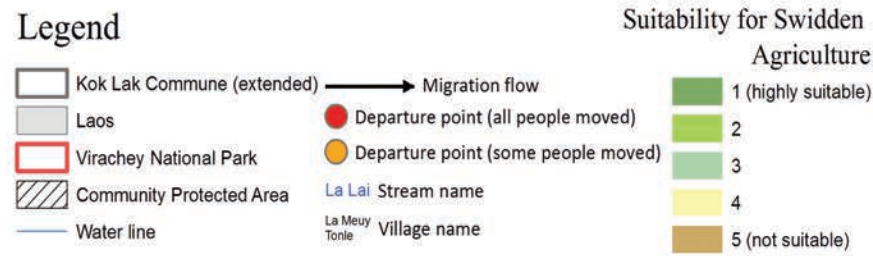 Legend
Kok Lak Commune (extended)
Laos
Virachey National Park
Community Protected Area
Water line
Migration flow
Departure point (all people moved)
Departure point (some people moved)
La Lai Stream name
La Meuy
Tonle
Village name
Suitability for Swidden
Agriculture
1 (highly suitable)
2
3
4
5 (not suitable)